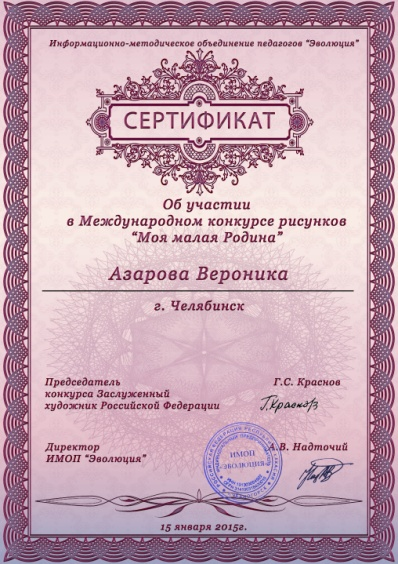 Информационно-методическое объединение педагогов "Эволюция"
СЕРТИФИКАТ
Об участии
в Международном конкурсе рисунков
"Моя малая Родина"
Азарова Вероника
г. Челябинск
Председатель
конкурса Заслуженный
художник Российской Федерации
Г.С. Краснов
Директор
ИМОП "Эволюция"
А.В. Надточий
ИМОП
«ЭВОЛЮЦИЯ»
15 января 2015г.